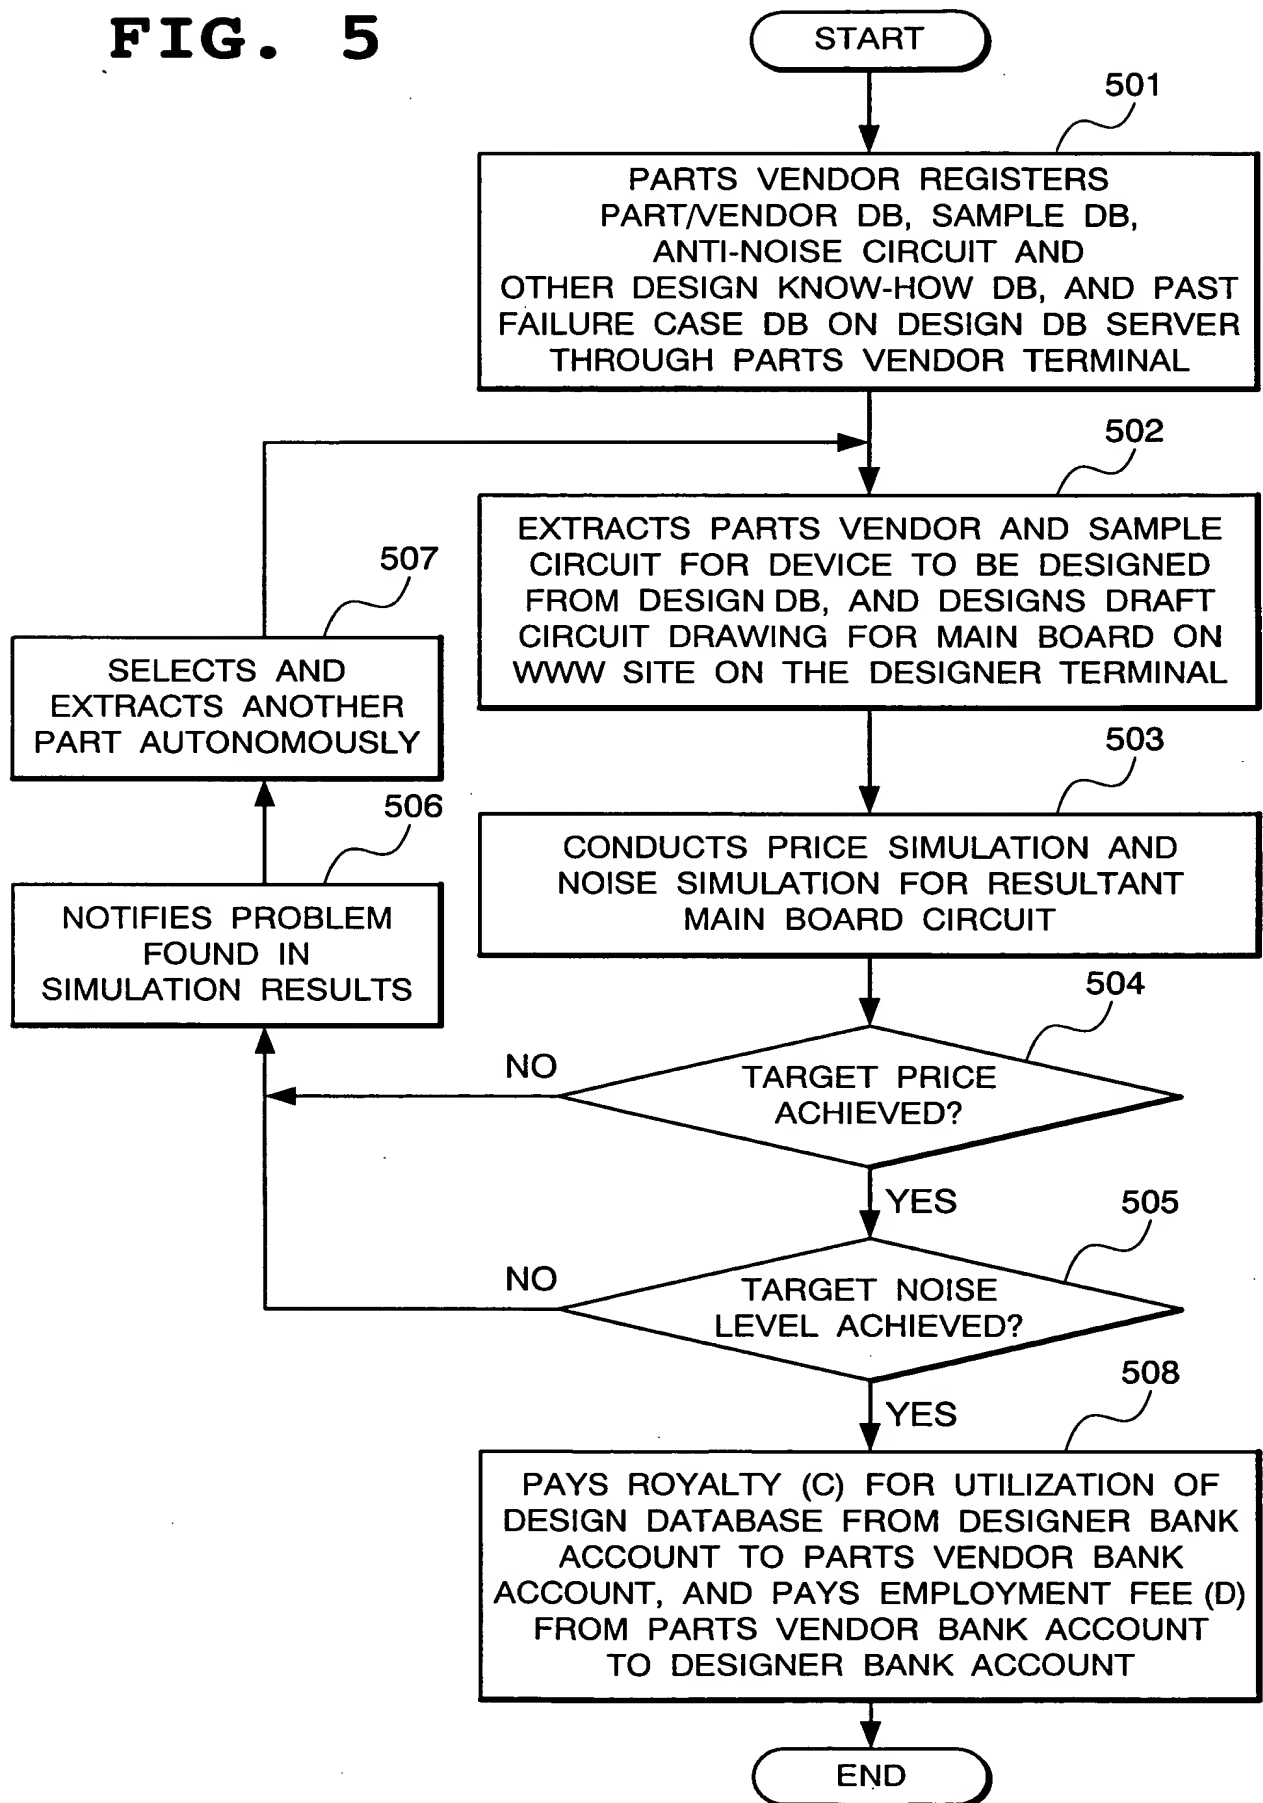 FIG. 5
START
501
PARTS VENDOR REGISTERS
PART/VENDOR DB, SAMPLE DB,
ANTI-NOISE CIRCUIT AND
OTHER DESIGN KNOW-HOW DB, AND PAST
FAILURE CASE DB ON DESIGN DB SERVER
THROUGH PARTS VENDOR TERMINAL
502
EXTRACTS PARTS VENDOR AND SAMPLE
CIRCUIT FOR DEVICE TO BE DESIGNED
FROM DESIGN DB, AND DESIGNS DRAFT
CIRCUIT DRAWING FOR MAIN BOARD ON
WWW SITE ON THE DESIGNER TERMINAL
507
SELECTS AND
EXTRACTS ANOTHER
PART AUTONOMOUSLY
503
CONDUCTS PRICE SIMULATION AND
NOISE SIMULATION FOR RESULTANT
MAIN BOARD CIRCUIT
506
NOTIFIES PROBLEM
FOUND IN
SIMULATION RESULTS
504
TARGET PRICE
ACHIEVED?
NO
YES
505
TARGET NOISE
LEVEL ACHIEVED?
NO
YES
508
PAYS ROYALTY (C) FOR UTILIZATION OF
DESIGN DATABASE FROM DESIGNER BANK
ACCOUNT TO PARTS VENDOR BANK
ACCOUNT, AND PAYS EMPLOYMENT FEE (D)
FROM PARTS VENDOR BANK ACCOUNT
TO DESIGNER BANK ACCOUNT
END